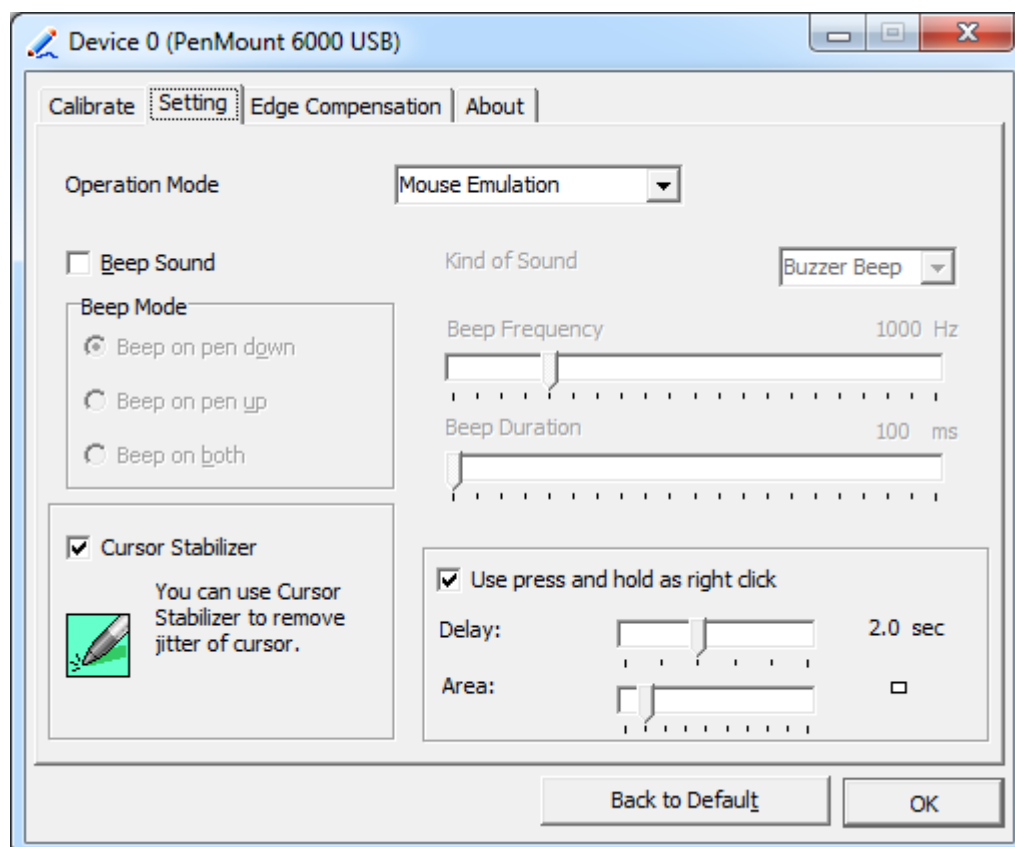 Device 0 (PenMount 6000 USB)
Calibrate Setting Edge Compensation About
Operation Mode Mouse Emulation
Beep Sound Kind of Sound Buzzer Beep
Beep Mode
Beep on pen down
Beep on pen up
Beep on both
Beep Frequency 1000 Hz
Beep Duration 100 ms
Cursor Stabilizer
You can use Cursor
Stabilizer to remove
jitter of cursor.
Use press and hold as right click
Delay: 2.0 sec
Area:
Back to Default OK